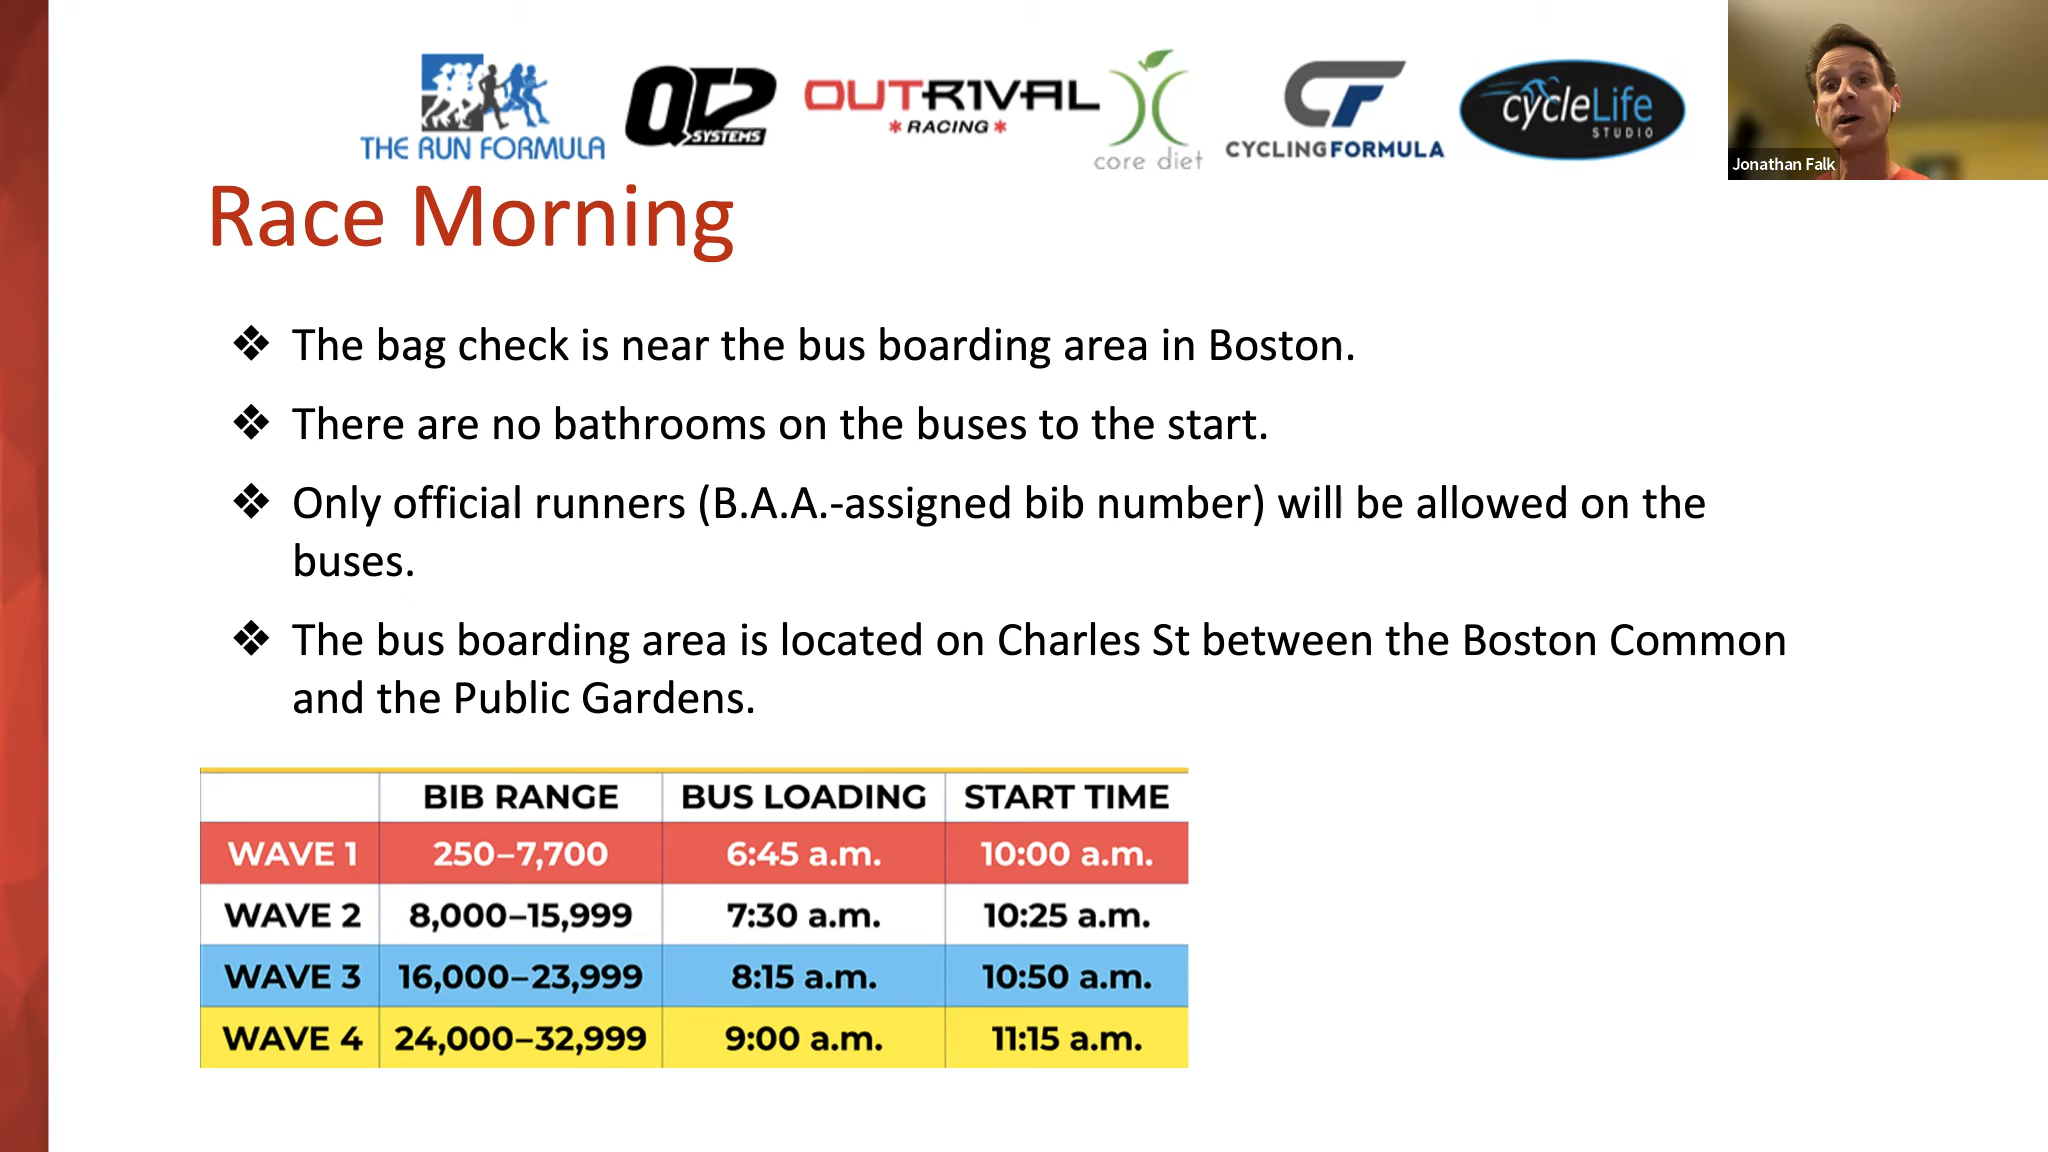 THE RUN FORMULA
QT2
SYSTEMS
OUTRIVAL
*RACING*
core diet
CF
CYCLINGFORMULA
cycleLife
STUDIO
Jonathan Falk
Race Morning
❖ The bag check is near the bus boarding area in Boston.
❖ There are no bathrooms on the buses to the start.
❖ Only official runners (B.A.A.-assigned bib number) will be allowed on the
buses.
❖ The bus boarding area is located on Charles St between the Boston Common
and the Public Gardens.
BIB RANGE BUS LOADING START TIME
WAVE 1 250–7,700 6:45 a.m. 10:00 a.m.
WAVE 2 8,000–15,999 7:30 a.m. 10:25 a.m.
WAVE 3 16,000–23,999 8:15 a.m. 10:50 a.m.
WAVE 4 24,000–32,999 9:00 a.m. 11:15 a.m.